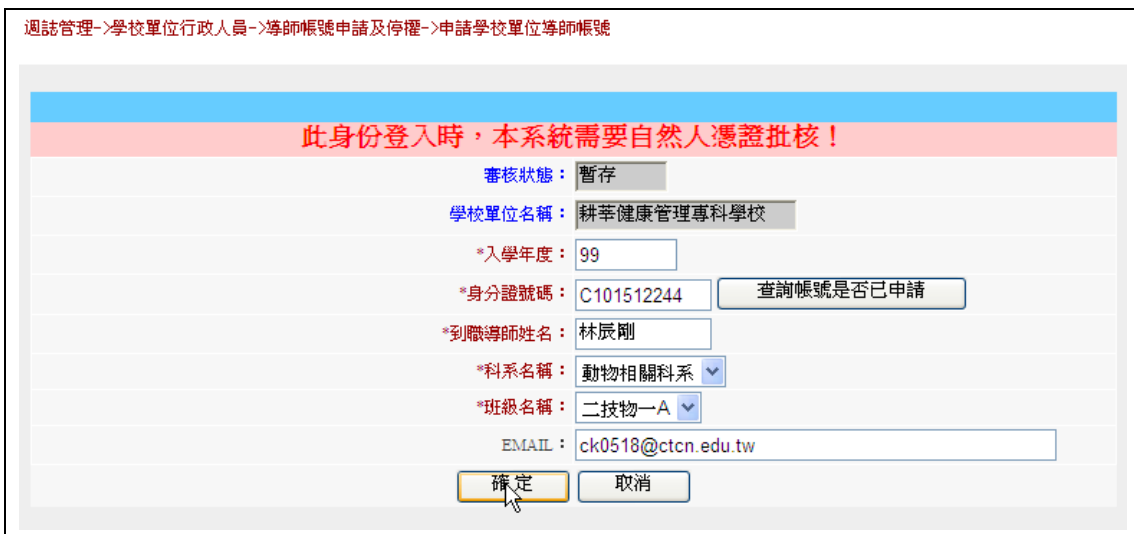 週誌管理->學校單位行政人員->導師帳號申請及停擢->申請學校單位導師帳號
此身份登入時，本系統需要自然人憑證批核！
審核狀態： 暫存
學校單位名稱： 耕莘健康管理專科學校
*入學年度： 99
*身分證號碼： C101512244 查詢帳號是否已申請
*到職導師姓名： 林辰剛
*科系名稱： 動物相關科系
*班級名稱： 二技物一A
EMAIL： ck0518@ctcn.edu.tw
確定 取消